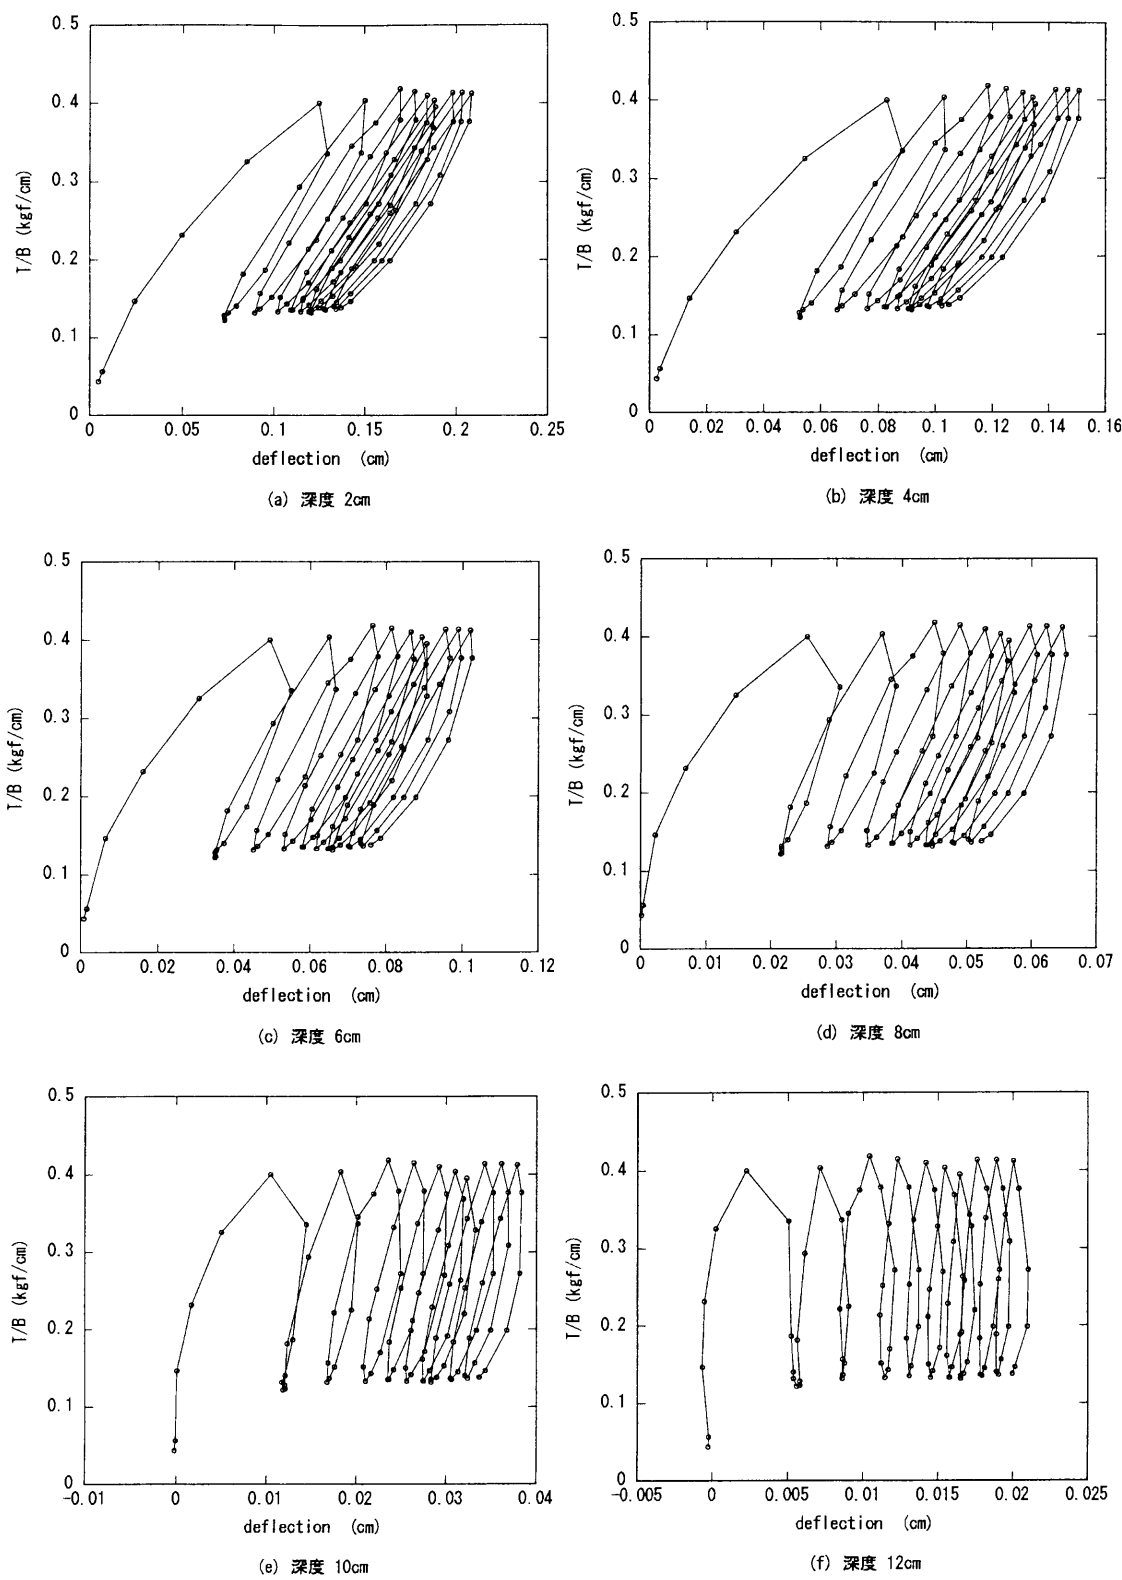 0.5
0.4
0.3
0.2
0.1
0
T/B (kgf/cm)
0 0.05 0.1 0.15 0.2 0.25
deflection (cm)
(a) 深度 2cm
0.5
0.4
0.3
0.2
0.1
0
T/B (kgf/cm)
0 0.02 0.04 0.06 0.08 0.1 0.12 0.14 0.16
deflection (cm)
(b) 深度 4cm
0.5
0.4
0.3
0.2
0.1
0
T/B (kgf/cm)
0 0.02 0.04 0.06 0.08 0.1 0.12
deflection (cm)
(c) 深度 6cm
0.5
0.4
0.3
0.2
0.1
0
T/B (kgf/cm)
0 0.01 0.02 0.03 0.04 0.05 0.06 0.07
deflection (cm)
(d) 深度 8cm
0.5
0.4
0.3
0.2
0.1
0
T/B (kgf/cm)
-0.01 0 0.01 0.02 0.03 0.04
deflection (cm)
(e) 深度 10cm
0.5
0.4
0.3
0.2
0.1
0
T/B (kgf/cm)
-0.005 0 0.005 0.01 0.015 0.02 0.025
deflection (cm)
(f) 深度 12cm